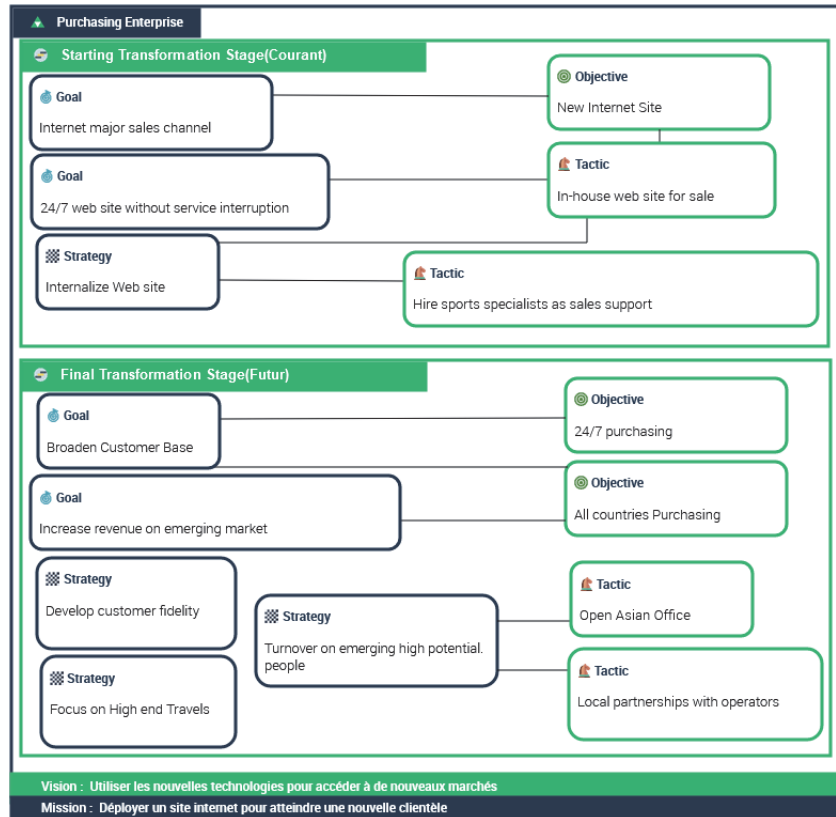 Purchasing Enterprise
Starting Transformation Stage(Courant)
Goal
Internet major sales channel
Objective
New Internet Site
Goal
24/7 web site without service interruption
Tactic
In-house web site for sale
Strategy
Internalize Web site
Tactic
Hire sports specialists as sales support
Final Transformation Stage(Futur)
Goal
Broaden Customer Base
Objective
24/7 purchasing
Goal
Increase revenue on emerging market
Objective
All countries Purchasing
Strategy
Develop customer fidelity
Strategy
Turnover on emerging high potential.
people
Tactic
Open Asian Office
Strategy
Focus on High end Travels
Tactic
Local partnerships with operators
Vision : Utiliser les nouvelles technologies pour accéder à de nouveaux marchés
Mission : Déployer un site internet pour atteindre une nouvelle clientèle